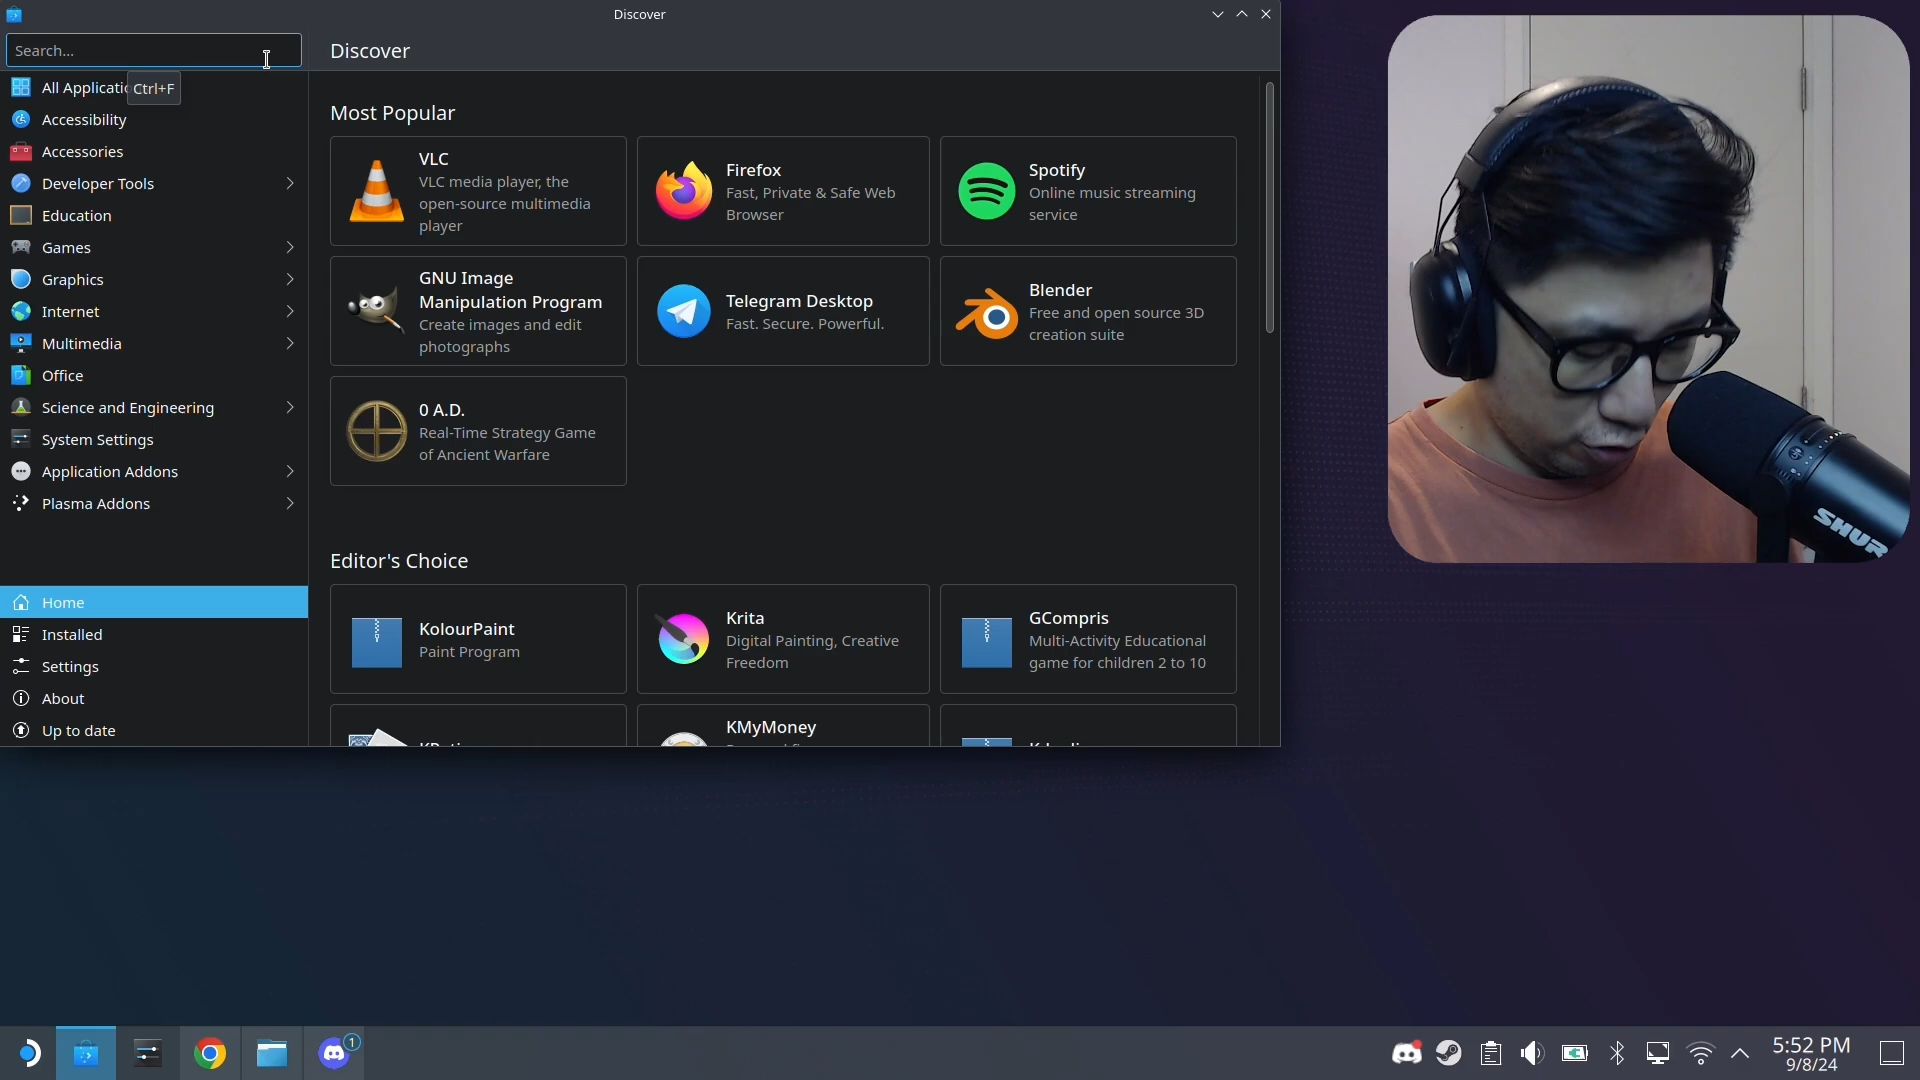 Discover
Search...
Discover
All Applicatio
Ctrl+F
Accessibility
Accessories
Developer Tools
Education
Games
Graphics
Internet
Multimedia
Office
Science and Engineering
System Settings
Application Addons
Plasma Addons
Home
Installed
Settings
About
Up to date
Most Popular
VLC
VLC media player, the
open-source multimedia
player
Firefox
Fast, Private & Safe Web
Browser
Spotify
Online music streaming
service
GNU Image
Manipulation Program
Create images and edit
photographs
Telegram Desktop
Fast. Secure. Powerful.
Blender
Free and open source 3D
creation suite
0 A.D.
Real-Time Strategy Game
of Ancient Warfare
Editor's Choice
KolourPaint
Paint Program
Krita
Digital Painting, Creative
Freedom
GCompris
Multi-Activity Educational
game for children 2 to 10
KMyMoney
SHUR
1
5:52 PM
9/8/24